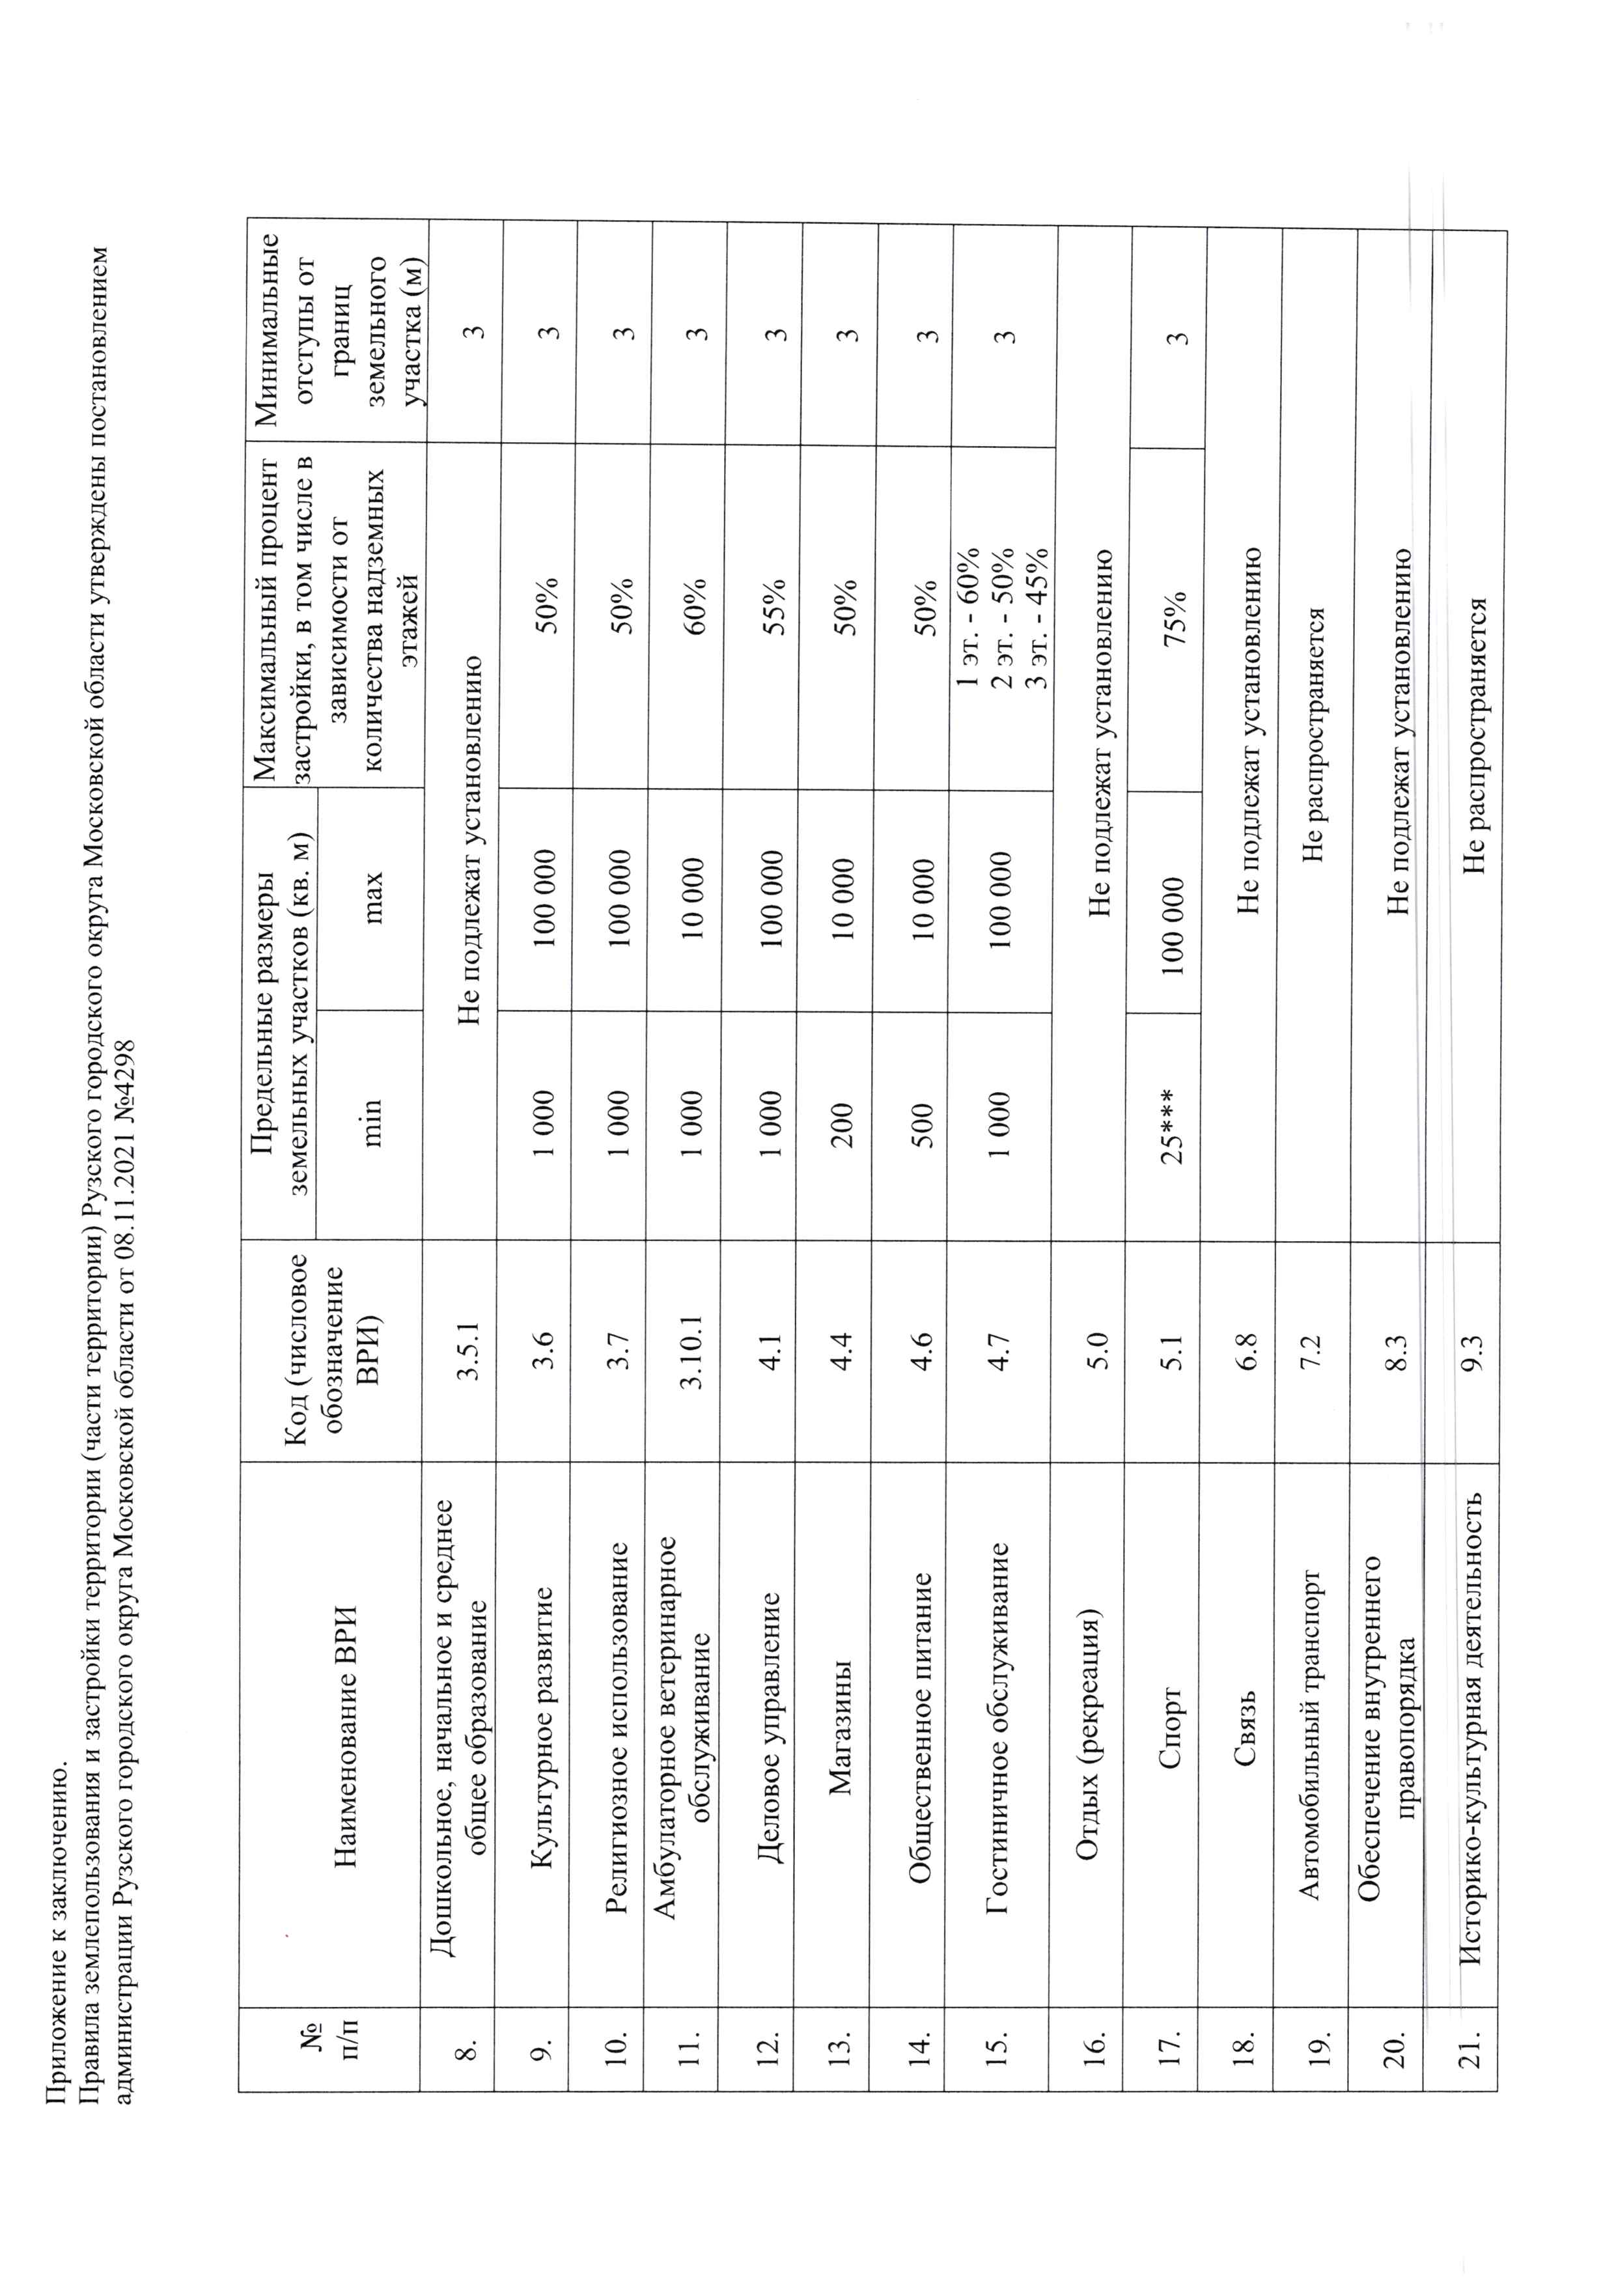 Приложение к заключению.
Правила землепользования и застройки территории (части территории) Рузского городского округа Московской области утверждены постановлением
администрации Рузского городского округа Московской области от 08.11.2021 №4298
№
п/п
Наименование ВРИ
Код (числовое
обозначение
ВРИ)
Предельные размеры
земельных участков (кв. м)
min
max
Максимальный процент
застройки, в том числе в
зависимости от
количества надземных
этажей
Минимальные
отступы от
границ
земельного
участка (м)
8.
Дошкольное, начальное и среднее
общее образование
3.5.1
Не подлежат установлению
3
9.
Культурное развитие
3.6
1 000
100 000
50%
3
10.
Религиозное использование
3.7
1 000
100 000
50%
3
11.
Амбулаторное ветеринарное
обслуживание
3.10.1
1 000
10 000
60%
3
12.
Деловое управление
4.1
1 000
100 000
55%
3
13.
Магазины
4.4
200
10 000
50%
3
14.
Общественное питание
4.6
500
10 000
50%
3
15.
Гостиничное обслуживание
4.7
1 000
100 000
1 эт. - 60%
2 эт. - 50%
3 эт. - 45%
3
16.
Отдых (рекреация)
5.0
Не подлежат установлению
17.
Спорт
5.1
25****
100 000
75%
3
18.
Связь
6.8
Не подлежат установлению
19.
Автомобильный транспорт
7.2
Не распространяется
20.
Обеспечение внутреннего
правопорядка
8.3
Не подлежат установлению
21.
Историко-культурная деятельность
9.3
Не распространяется